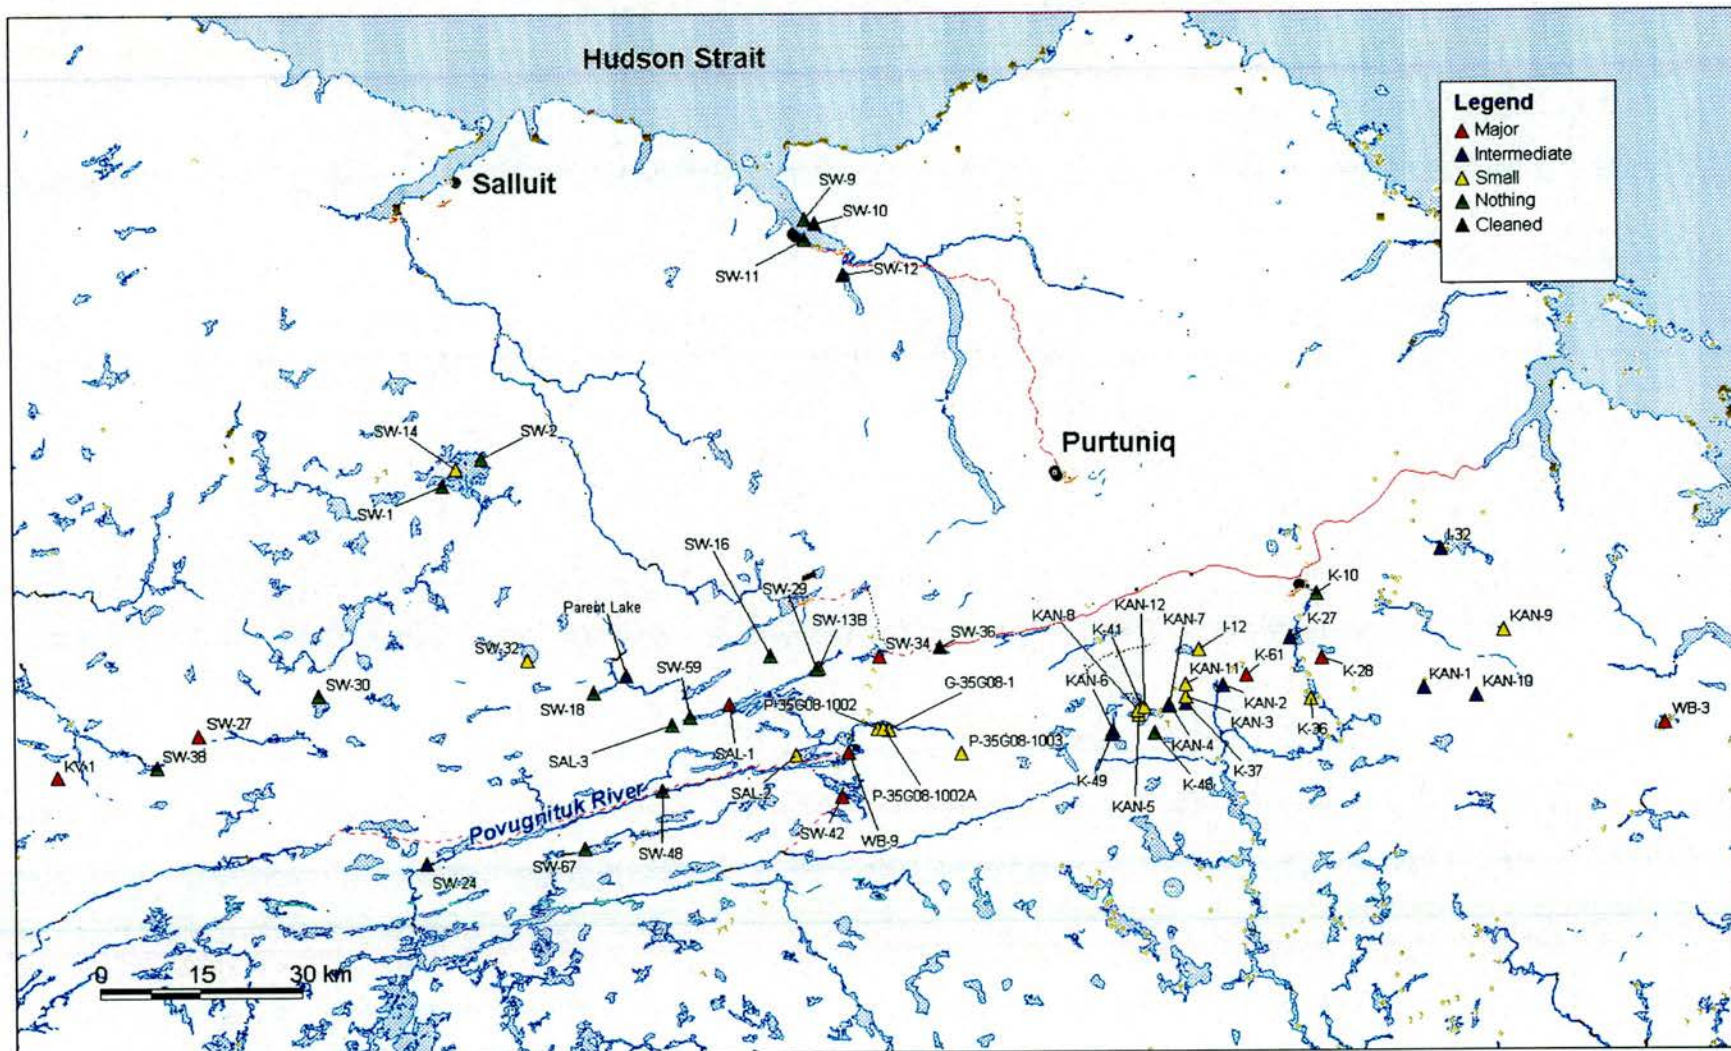 Hudson Strait
Legend
Major
Intermediate
Small
Nothing
Cleaned
Salluit
SW-9
SW-10
SW-11
SW-12
Purtuniq
SW-14
SW-2
SW-1
I-32
K-10
SW-16
SW-29
SW-13B
Parent Lake
SW-32
SW-59
SW-34
SW-36
KAN-8
KAN-12
K-41
KAN-7
I-12
K-27
K-61
K-28
KAN-9
KAN-6
KAN-11
KAN-1
KAN-10
SW-30
SW-18
SW-27
SW-38
KV-1
P-35G08-1002
G-35G08-1
KAN-2
KAN-3
K-36
WB-3
SAL-3
SAL-1
P-35G08-1003
KAN-4
K-37
K-49
K-48
SAL-2
P-35G08-1002A
KAN-5
Povugnituk River
SW-42
WB-9
SW-48
SW-67
SW-24
0 15 30 km